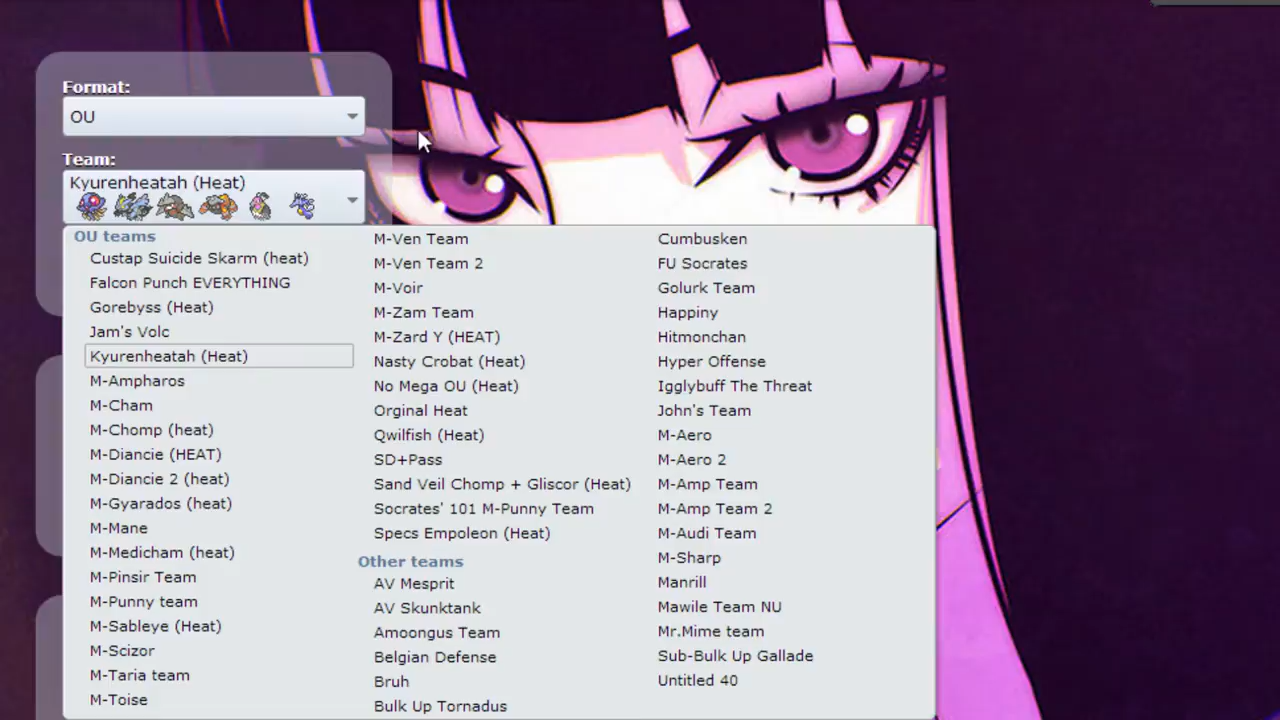 Format:
OU
Team:
Kyurenheatah (Heat)
OU teams
Custap Suicide Skarm (heat)
Falcon Punch EVERYTHING
Gorebyss (Heat)
Jam's Volc
Kyurenheatah (Heat)
M-Ampharos
M-Cham
M-Chomp (heat)
M-Diancie (HEAT)
M-Diancie 2 (heat)
M-Gyarados (heat)
M-Mane
M-Medicham (heat)
M-Pinsir Team
M-Punny team
M-Sableye (Heat)
M-Scizor
M-Taria team
M-Toise
M-Ven Team
M-Ven Team 2
M-Voir
M-Zam Team
M-Zard Y (HEAT)
Nasty Crobat (Heat)
No Mega OU (Heat)
Orginal Heat
Qwilfish (Heat)
SD+Pass
Sand Veil Chomp + Gliscor (Heat)
Socrates' 101 M-Punny Team
Specs Empoleon (Heat)
Other teams
AV Mesprit
AV Skunktank
Amoongus Team
Belgian Defense
Bruh
Bulk Up Tornadus
Cumbusken
FU Socrates
Golurk Team
Happiny
Hitmonchan
Hyper Offense
Igglybuff The Threat
John's Team
M-Aero
M-Aero 2
M-Amp Team
M-Amp Team 2
M-Audi Team
M-Sharp
Manrill
Mawile Team NU
Mr.Mime team
Sub-Bulk Up Gallade
Untitled 40